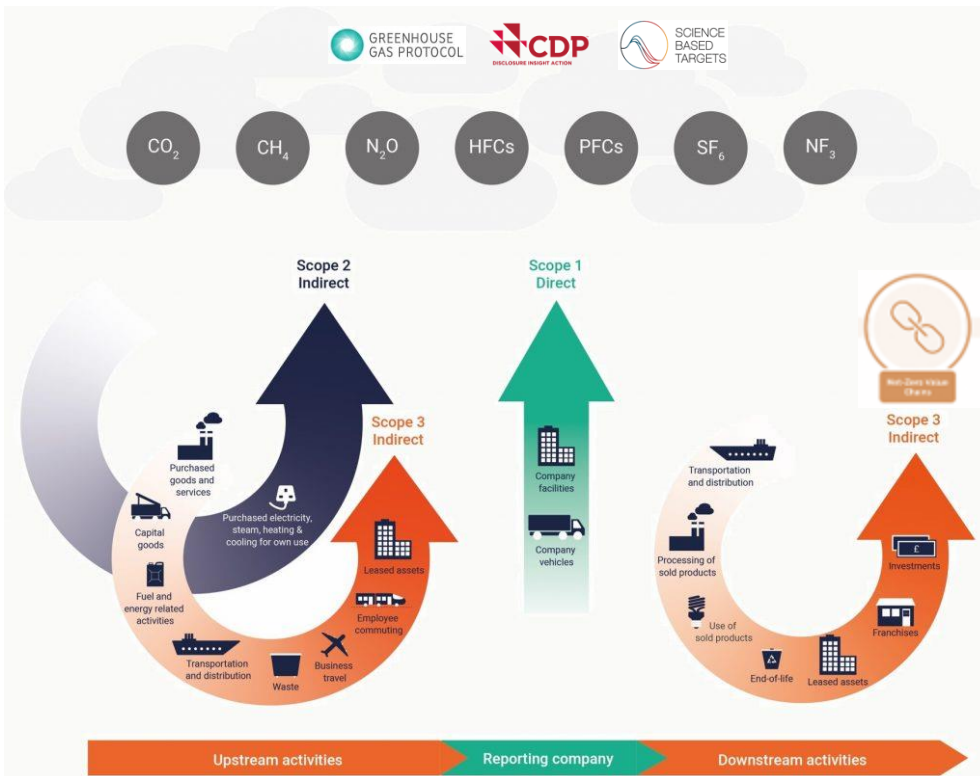 GREENHOUSE
GAS PROTOCOL
CDP
DISCLOSURE INSIGHT ACTION
SCIENCE
BASED
TARGETS
CO₂
CH₄
N₂O
HFCs
PFCs
SF₆
NF₃
Scope 2
Indirect
Scope 1
Direct
Net-Zero Value
Chains
Scope 3
Indirect
Scope 3
Indirect
Purchased
goods and
services
Capital
goods
Fuel and
energy related
activities
Transportation
and distribution
Waste
Business
travel
Employee
commuting
Leased assets
Purchased electricity,
steam, heating &
cooling for own use
Company
facilities
Company
vehicles
Transportation
and distribution
Processing of
sold products
Use of
sold products
End-of-life
Leased assets
Franchises
£
Investments
Upstream activities
Reporting company
Downstream activities